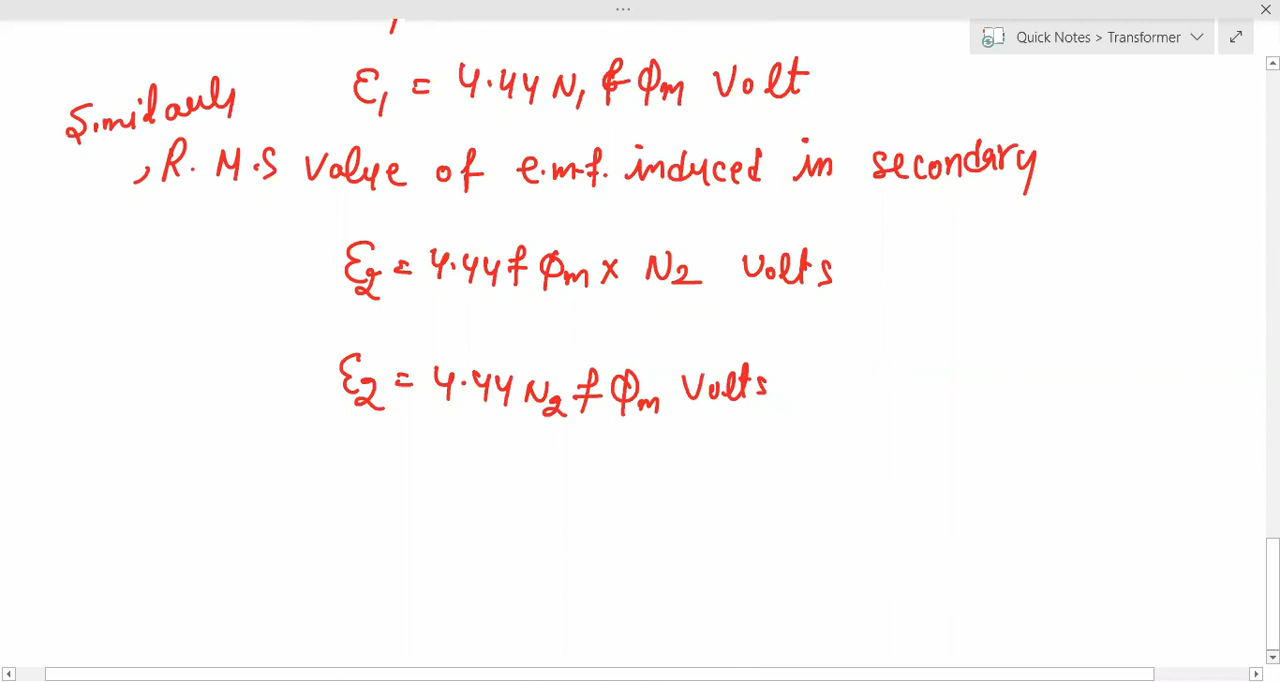 Quick Notes > Transformer
E₁ = 4.44 N₁ f Φm Volt
Similarly
, R.M.S Value of e.m.f. induced in secondary
E₂ = 4.44 f Φm × N₂ Volts
E₂ = 4.44 N₂ f Φm Volts